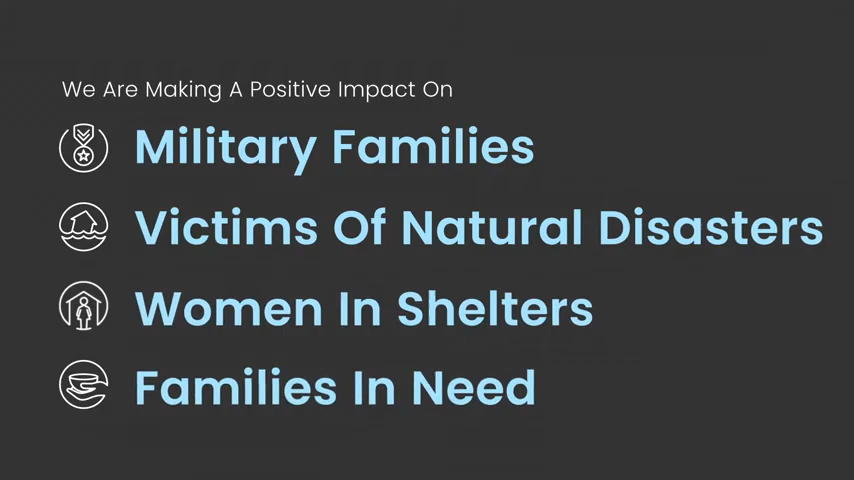 We Are Making A Positive Impact On
Military Families
Victims Of Natural Disasters
Women In Shelters
Families In Need